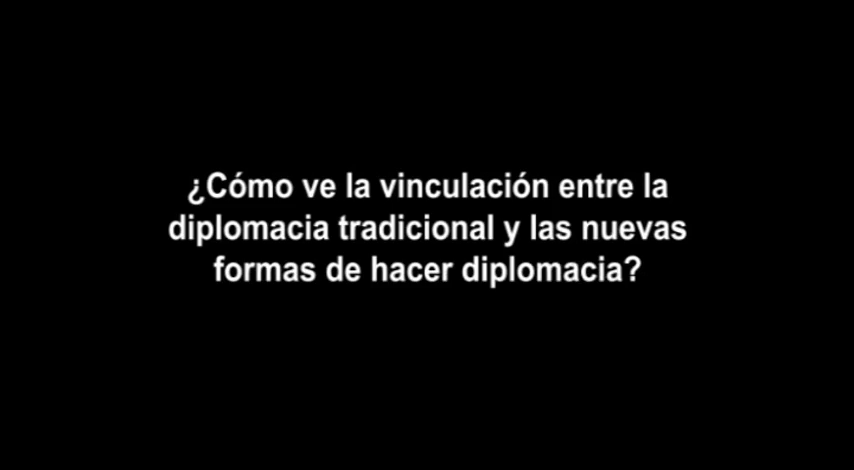 ¿Cómo ve la vinculación entre la
diplomacia tradicional y las nuevas
formas de hacer diplomacia?